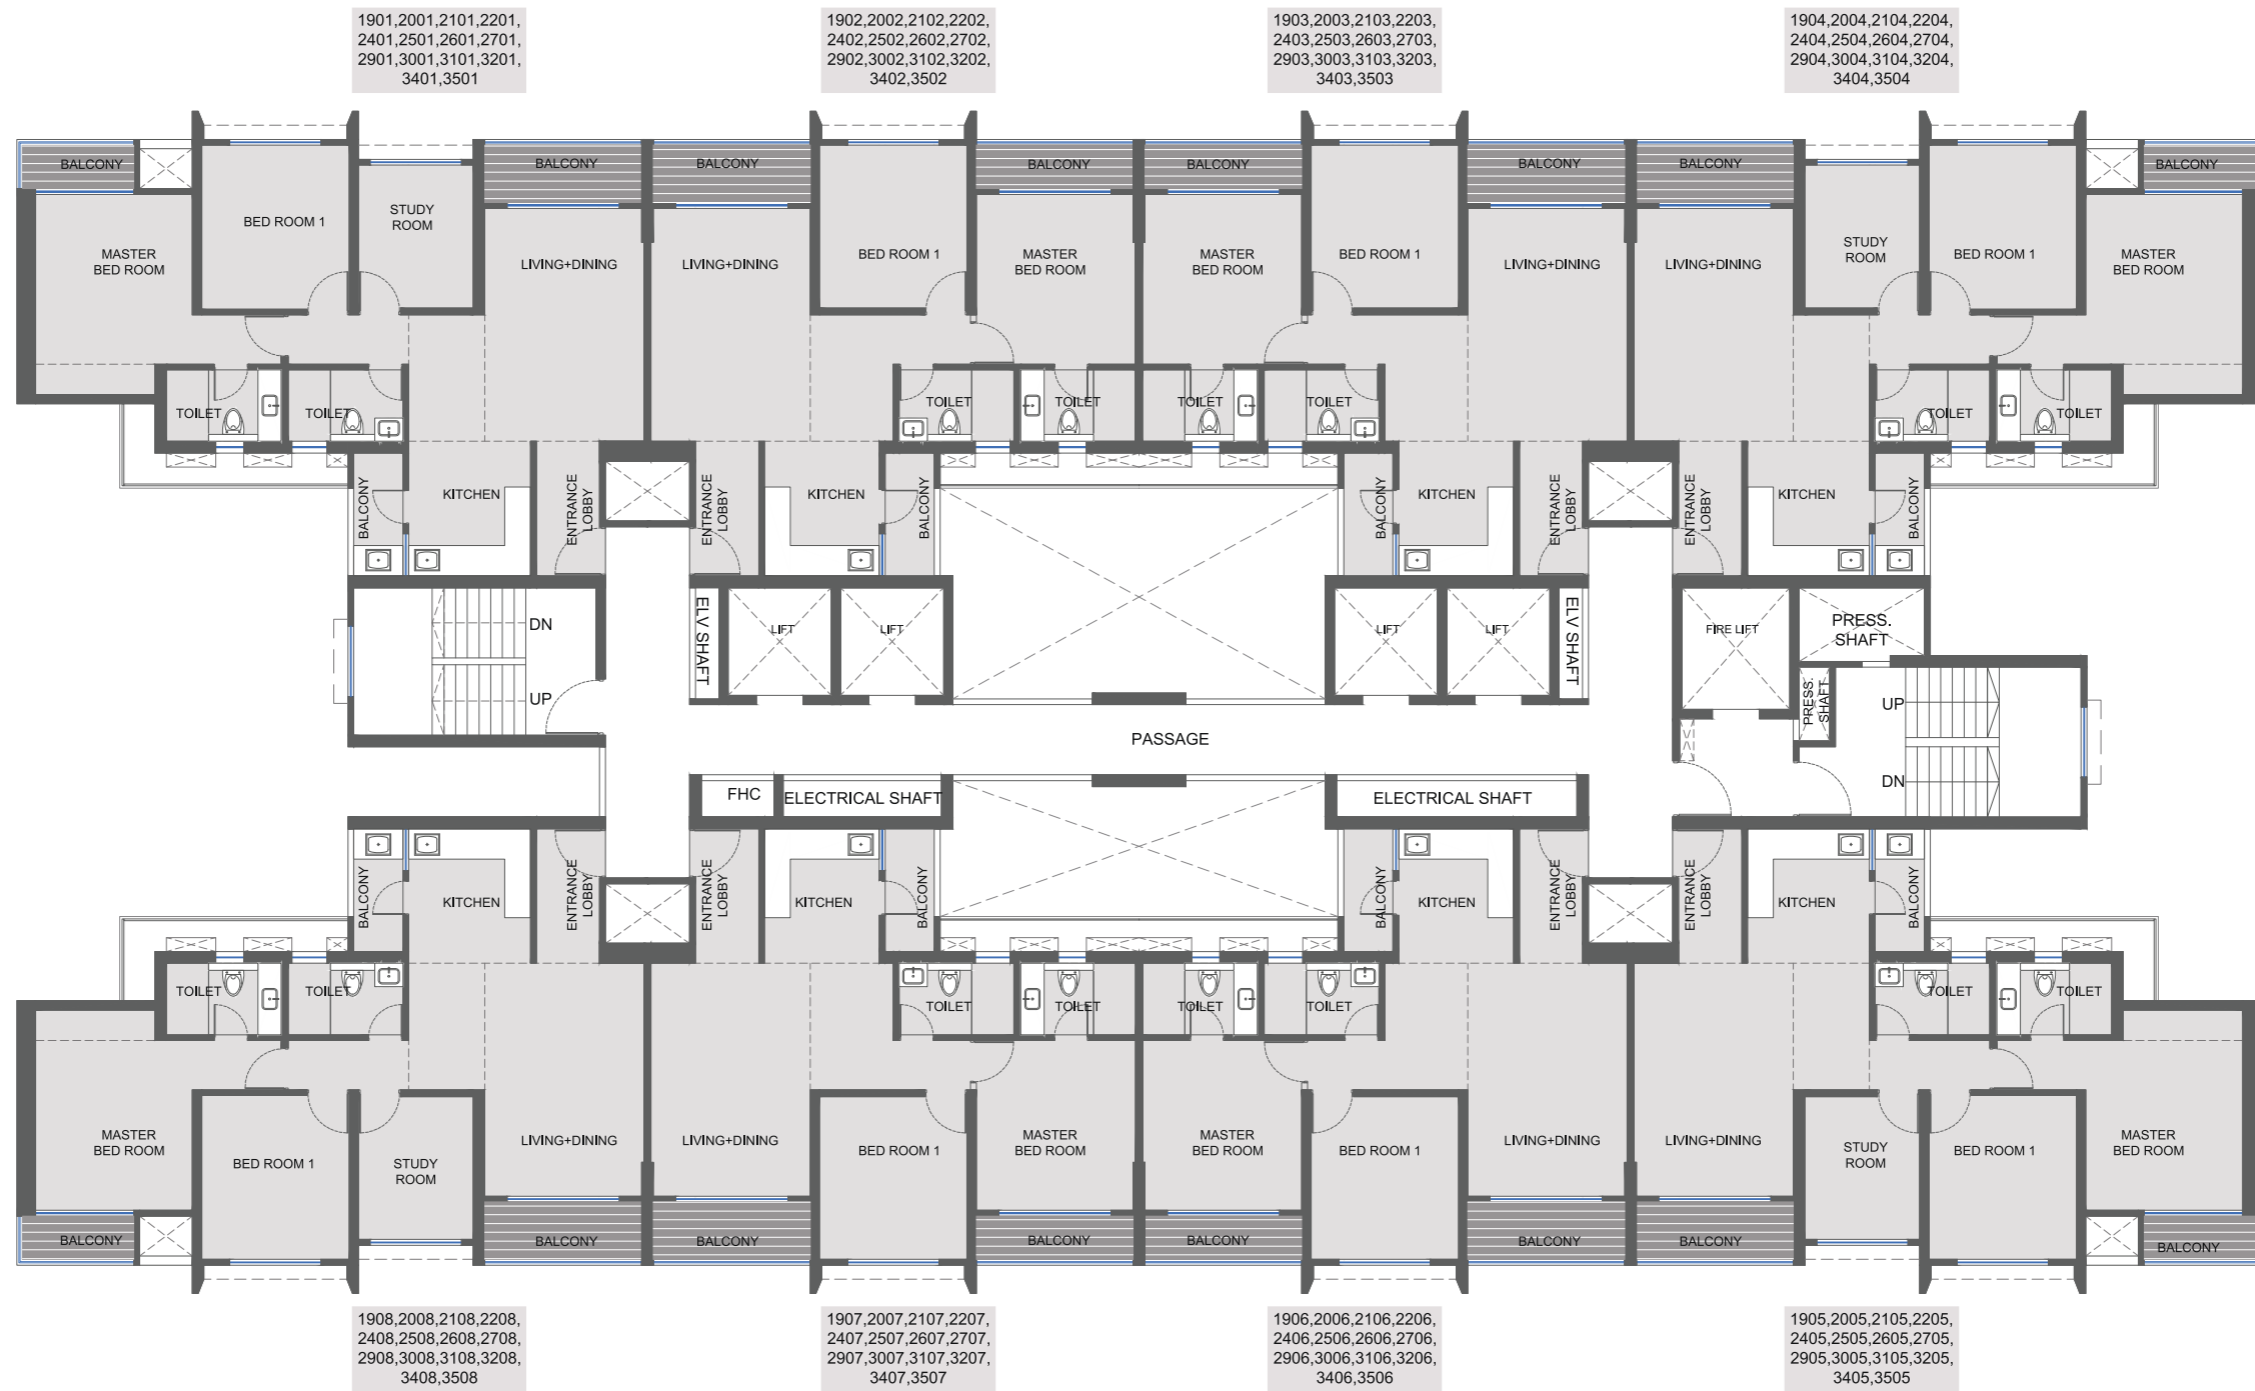 1901,2001,2101,2201,
2401,2501,2601,2701,
2901,3001,3101,3201,
3401,3501
1902,2002,2102,2202,
2402,2502,2602,2702,
2902,3002,3102,3202,
3402,3502
1903,2003,2103,2203,
2403,2503,2603,2703,
2903,3003,3103,3203,
3403,3503
1904,2004,2104,2204,
2404,2504,2604,2704,
2904,3004,3104,3204,
3404,3504
BALCONY
BALCONY
BALCONY
BALCONY
BALCONY
BALCONY
BALCONY
BALCONY
MASTER
BED ROOM
BED ROOM 1
STUDY
ROOM
LIVING+DINING
LIVING+DINING
BED ROOM 1
MASTER
BED ROOM
MASTER
BED ROOM
BED ROOM 1
LIVING+DINING
LIVING+DINING
STUDY
ROOM
BED ROOM 1
MASTER
BED ROOM
TOILET
TOILET
TOILET
TOILET
TOILET
TOILET
TOILET
TOILET
BALCONY
KITCHEN
ENTRANCE
LOBBY
ENTRANCE
LOBBY
KITCHEN
BALCONY
BALCONY
KITCHEN
ENTRANCE
LOBBY
ENTRANCE
LOBBY
KITCHEN
BALCONY
DN
UP
ELV SHAFT
LIFT
LIFT
LIFT
LIFT
ELV SHAFT
FIRE LIFT
PRESS.
SHAFT
PRESS.
SHAFT
UP
DN
PASSAGE
FHC
ELECTRICAL SHAFT
ELECTRICAL SHAFT
BALCONY
KITCHEN
ENTRANCE
LOBBY
ENTRANCE
LOBBY
KITCHEN
BALCONY
BALCONY
KITCHEN
ENTRANCE
LOBBY
ENTRANCE
LOBBY
KITCHEN
BALCONY
TOILET
TOILET
TOILET
TOILET
TOILET
TOILET
TOILET
TOILET
MASTER
BED ROOM
BED ROOM 1
STUDY
ROOM
LIVING+DINING
LIVING+DINING
BED ROOM 1
MASTER
BED ROOM
MASTER
BED ROOM
BED ROOM 1
LIVING+DINING
LIVING+DINING
STUDY
ROOM
BED ROOM 1
MASTER
BED ROOM
BALCONY
BALCONY
BALCONY
BALCONY
BALCONY
BALCONY
BALCONY
BALCONY
1908,2008,2108,2208,
2408,2508,2608,2708,
2908,3008,3108,3208,
3408,3508
1907,2007,2107,2207,
2407,2507,2607,2707,
2907,3007,3107,3207,
3407,3507
1906,2006,2106,2206,
2406,2506,2606,2706,
2906,3006,3106,3206,
3406,3506
1905,2005,2105,2205,
2405,2505,2605,2705,
2905,3005,3105,3205,
3405,3505